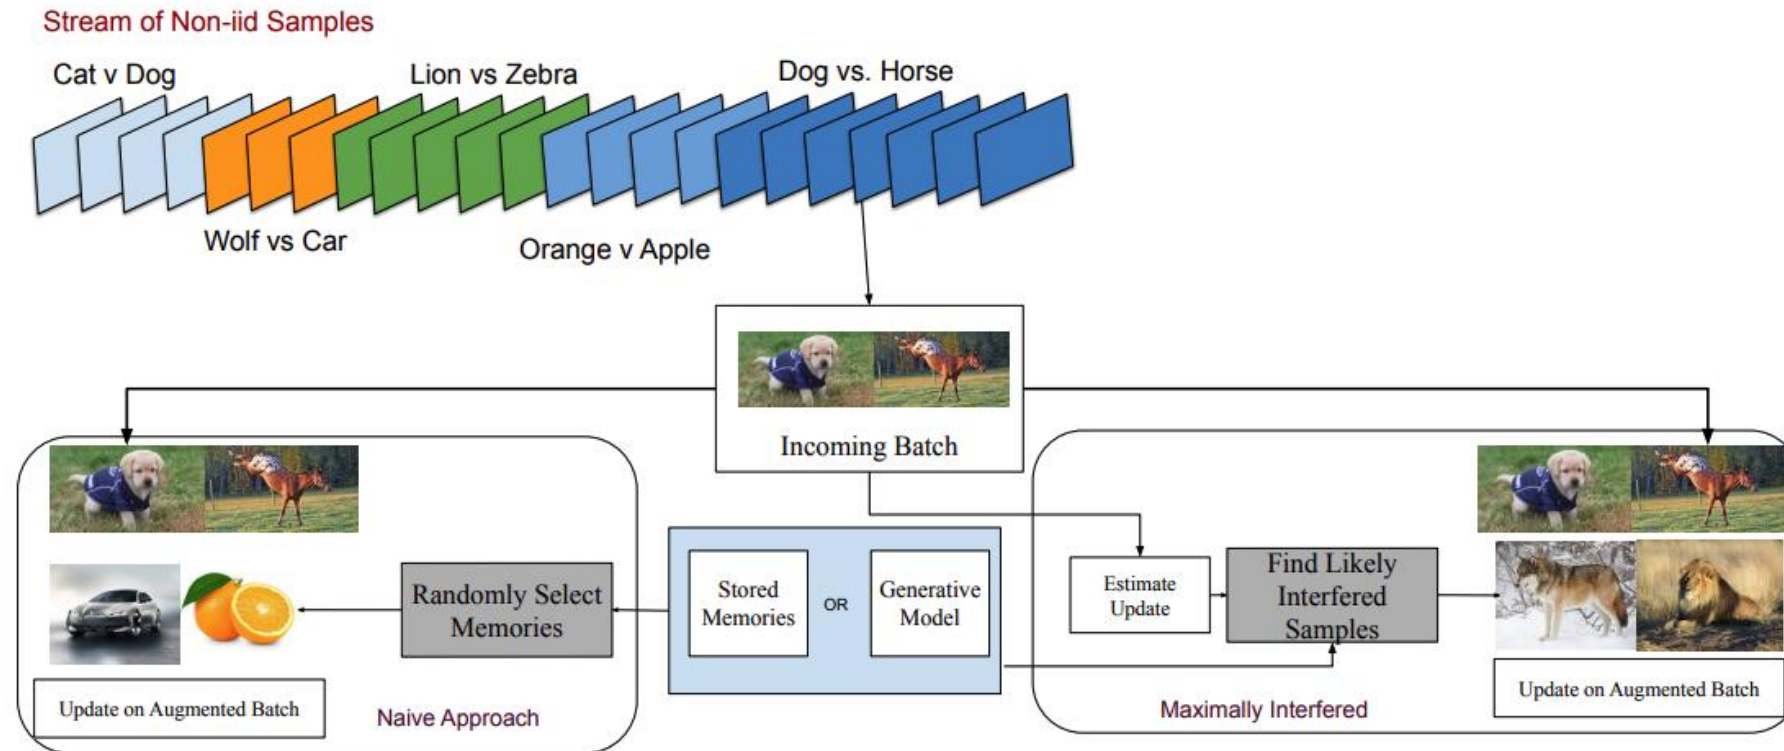 Stream of Non-iid Samples
Cat v Dog
Lion vs Zebra
Dog vs. Horse
Wolf vs Car
Orange v Apple
Incoming Batch
Randomly Select
Memories
Stored
Memories
OR
Generative
Model
Estimate
Update
Find Likely
Interfered
Samples
Update on Augmented Batch
Naive Approach
Maximally Interfered
Update on Augmented Batch